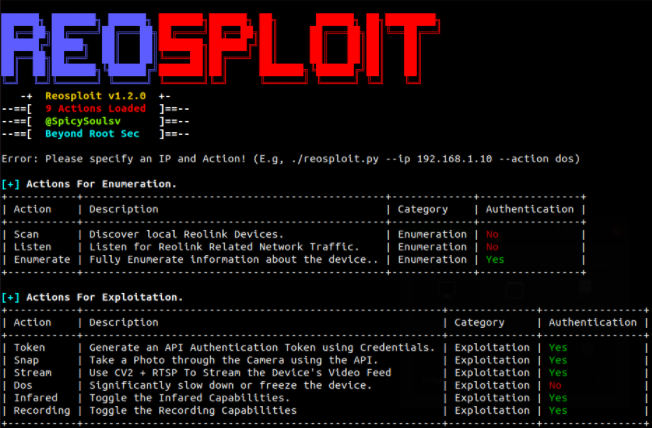 REOSPLOIT
-+ Reosploit v1.2.0 +-
--==[ 9 Actions Loaded ]==--
--==[ @SpicySoulsv ]==--
--==[ Beyond Root Sec ]==--
Error: Please specify an IP and Action! (E.g, ./reosploit.py --ip 192.168.1.10 --action dos)
[+] Actions For Enumeration.
| Action | Description | Category | Authentication |
| Scan | Discover local Reolink Devices. | Enumeration | No |
| Listen | Listen for Reolink Related Network Traffic. | Enumeration | No |
| Enumerate | Fully Enumerate information about the device.. | Enumeration | Yes |
[+] Actions For Exploitation.
| Action | Description | Category | Authentication |
| Token | Generate an API Authentication Token using Credentials. | Exploitation | Yes |
| Snap | Take a Photo through the Camera using the API. | Exploitation | Yes |
| Stream | Use CV2 + RTSP To Stream the Device's Video Feed | Exploitation | Yes |
| Dos | Significantly slow down or freeze the device. | Exploitation | No |
| Infared | Toggle the Infared Capabilities. | Exploitation | Yes |
| Recording | Toggle the Recording Capabilities | Exploitation | Yes |